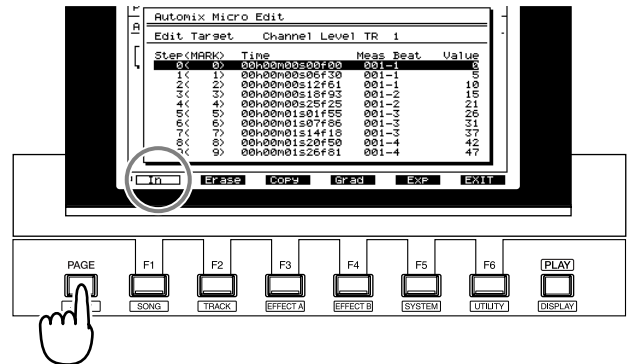 Automix Micro Edit
Edit Target Channel Level TR 1
Step(MARK) Time Meas Beat Value
0( 0) 00h00m00s00f00 001-1 0
1( 1) 00h00m00s06f30 001-1 5
2( 2) 00h00m00s12f61 001-1 10
3( 3) 00h00m00s18f93 001-2 15
4( 4) 00h00m00s25f25 001-2 21
5( 5) 00h00m01s01f55 001-3 26
6( 6) 00h00m01s07f86 001-3 31
7( 7) 00h00m01s14f18 001-3 37
8( 8) 00h00m01s20f50 001-4 42
9) 00h00m01s26f81 001-4 47
In Erase Copy Grad Exp EXIT
PAGE F1 F2 F3 F4 F5 F6 PLAY
SONG TRACK EFFECT A EFFECT B SYSTEM UTILITY DISPLAY